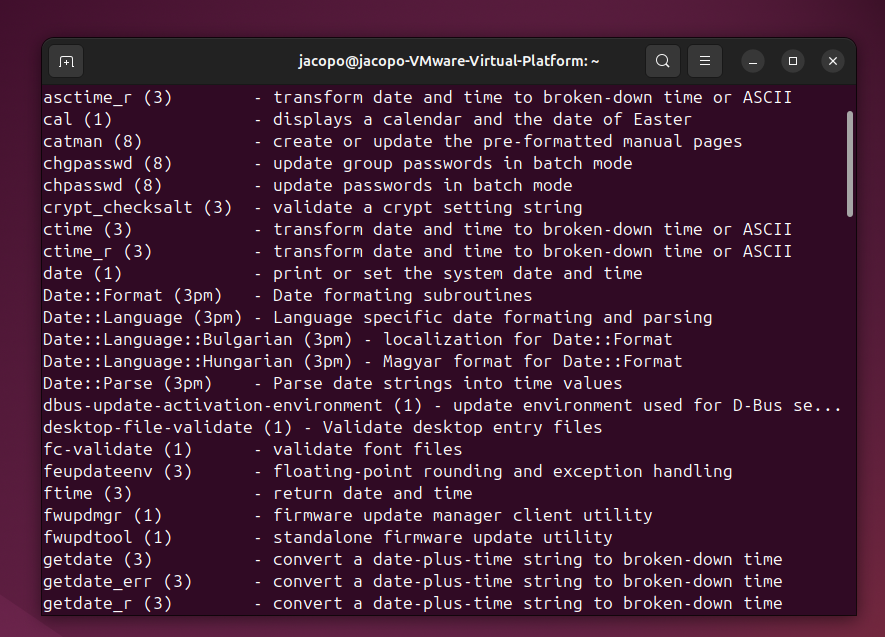 jacopo@jacopo-VMware-Virtual-Platform: ~
asctime_r (3)        - transform date and time to broken-down time or ASCII
cal (1)              - displays a calendar and the date of Easter
catman (8)           - create or update the pre-formatted manual pages
chgpasswd (8)        - update group passwords in batch mode
chpasswd (8)         - update passwords in batch mode
crypt_checksalt (3)  - validate a crypt setting string
ctime (3)            - transform date and time to broken-down time or ASCII
ctime_r (3)          - transform date and time to broken-down time or ASCII
date (1)             - print or set the system date and time
Date::Format (3pm)   - Date formating subroutines
Date::Language (3pm) - Language specific date formating and parsing
Date::Language::Bulgarian (3pm) - localization for Date::Format
Date::Language::Hungarian (3pm) - Magyar format for Date::Format
Date::Parse (3pm)    - Parse date strings into time values
dbus-update-activation-environment (1) - update environment used for D-Bus se...
desktop-file-validate (1) - Validate desktop entry files
fc-validate (1)      - validate font files
feupdateenv (3)      - floating-point rounding and exception handling
ftime (3)            - return date and time
fwupdmgr (1)         - firmware update manager client utility
fwupdtool (1)        - standalone firmware update utility
getdate (3)          - convert a date-plus-time string to broken-down time
getdate_err (3)      - convert a date-plus-time string to broken-down time
getdate_r (3)        - convert a date-plus-time string to broken-down time